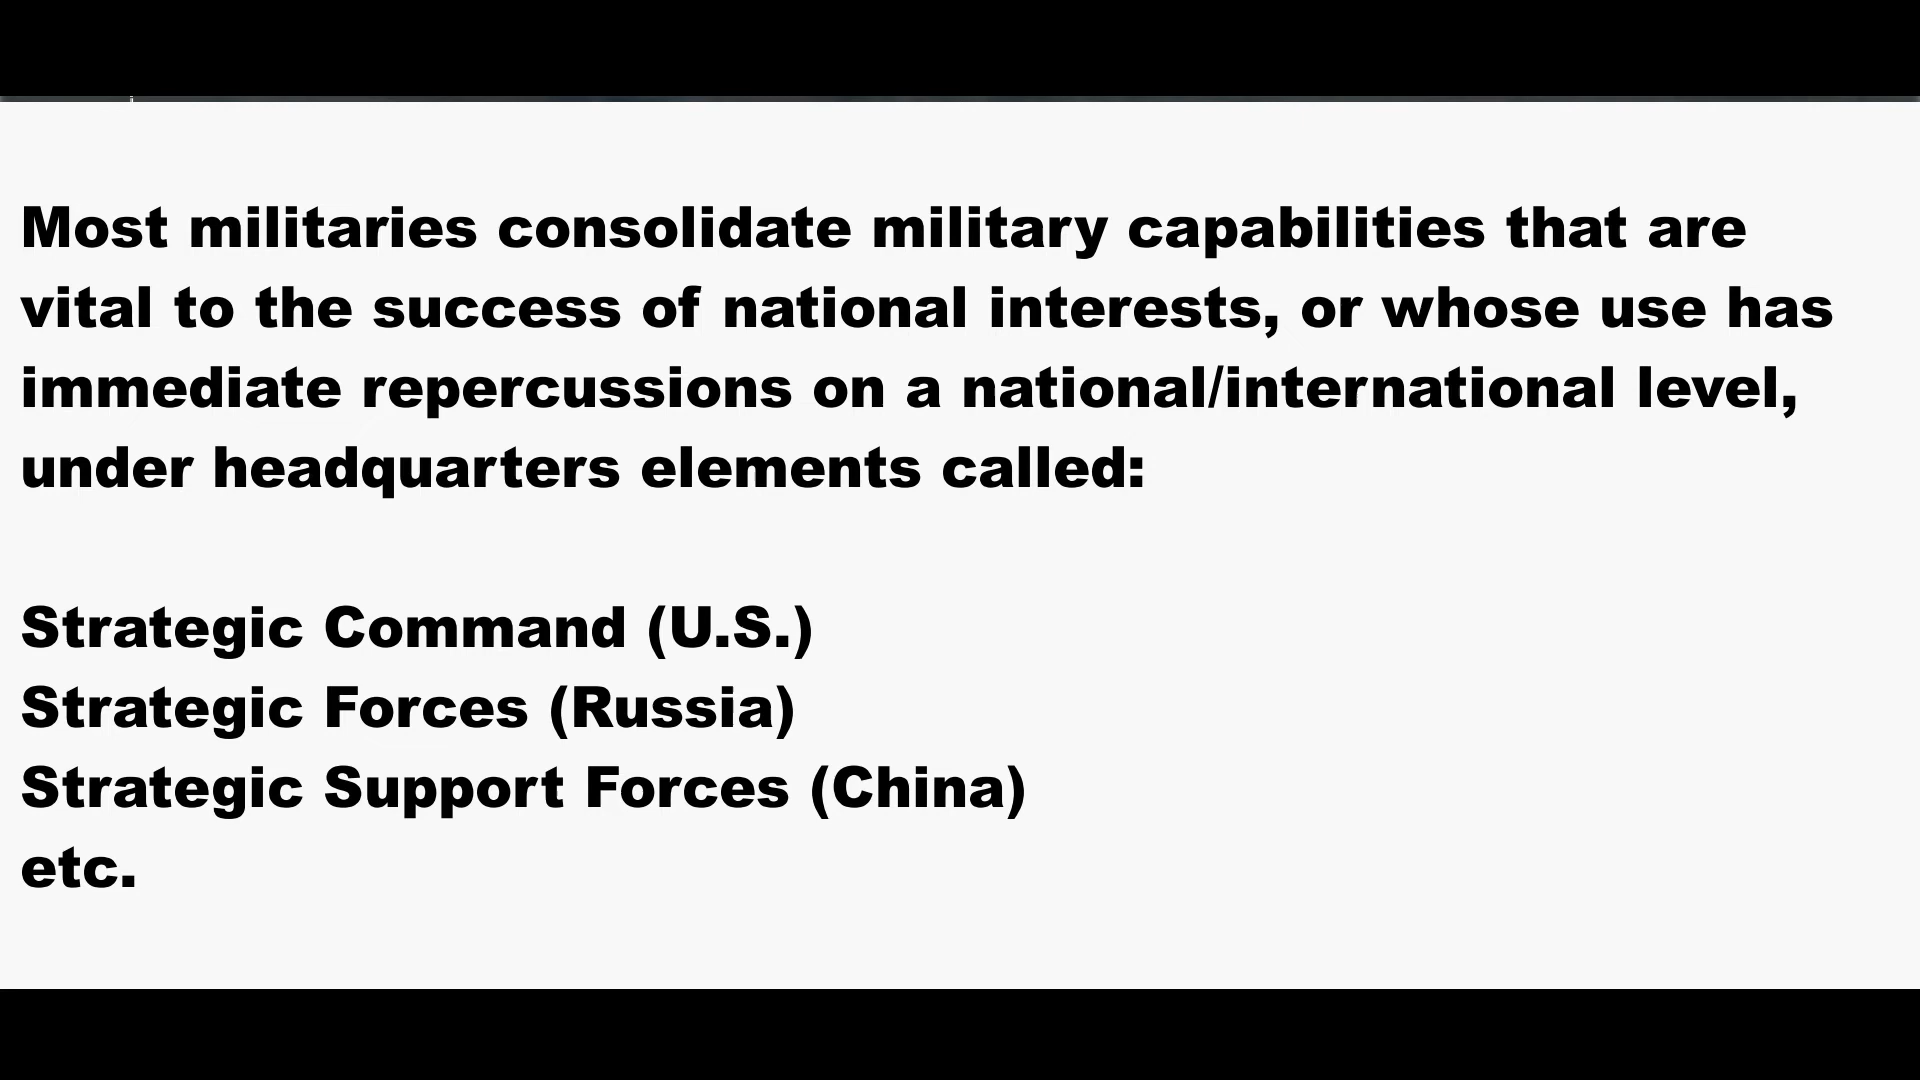 Most militaries consolidate military capabilities that are
vital to the success of national interests, or whose use has
immediate repercussions on a national/international level,
under headquarters elements called:
Strategic Command (U.S.)
Strategic Forces (Russia)
Strategic Support Forces (China)
etc.